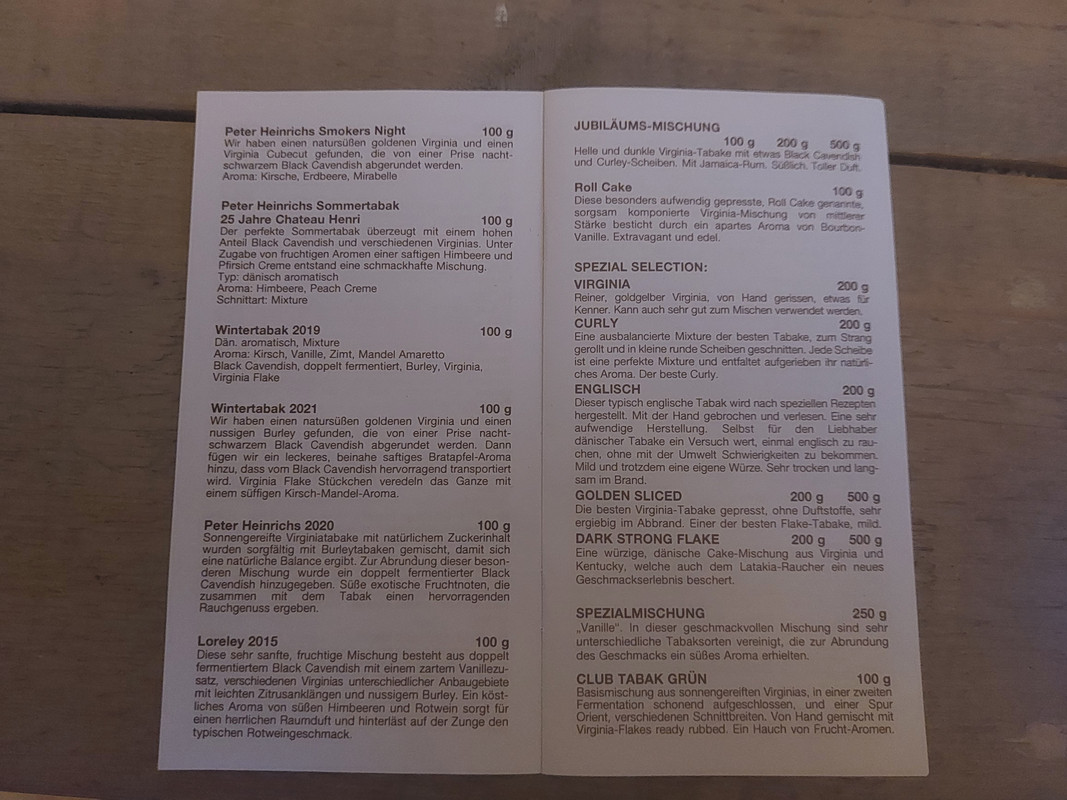 Peter Heinrichs Smokers Night 100 g
Wir haben einen natursüßen goldenen Virginia und einen
Virginia Cubecut gefunden, die von einer Prise nacht-
schwarzem Black Cavendish abgerundet werden.
Aroma: Kirsche, Erdbeere, Mirabelle
Peter Heinrichs Sommertabak
25 Jahre Chateau Henri 100 g
Der perfekte Sommertabak überzeugt mit einem hohen
Anteil Black Cavendish und verschiedenen Virginias. Unter
Zugabe von fruchtigen Aromen einer saftigen Himbeere und
Pfirsich Creme entstand eine schmackhafte Mischung.
Typ: dänisch aromatisch
Aroma: Himbeere, Peach Creme
Schnittart: Mixture
Wintertabak 2019 100 g
Dän. aromatisch, Mixture
Aroma: Kirsch, Vanille, Zimt, Mandel Amaretto
Black Cavendish, doppelt fermentiert, Burley, Virginia,
Virginia Flake
Wintertabak 2021 100 g
Wir haben einen natursüßen goldenen Virginia und einen
nussigen Burley gefunden, die von einer Prise nacht-
schwarzem Black Cavendish abgerundet werden. Dann
fügen wir ein leckeres, beinahe saftiges Bratapfel-Aroma
hinzu, dass vom Black Cavendish hervorragend transportiert
wird. Virginia Flake Stückchen veredeln das Ganze mit
einem süffigen Kirsch-Mandel-Aroma.
Peter Heinrichs 2020 100 g
Sonnengereifte Virginiatabake mit natürlichem Zuckerinhalt
wurden sorgfältig mit Burleytabaken gemischt, damit sich
eine natürliche Balance ergibt. Zur Abrundung dieser beson-
deren Mischung wurde ein doppelt fermentierter Black
Cavendish hinzugegeben. Süße exotische Fruchtnoten, die
zusammen mit dem Tabak einen hervorragenden
Rauchgenuss ergeben.
Loreley 2015 100 g
Diese sehr sanfte, fruchtige Mischung besteht aus doppelt
fermentiertem Black Cavendish mit einem zartem Vanillezu-
satz, verschiedenen Virginias unterschiedlicher Anbaugebiete
mit leichten Zitrusanklängen und nussigem Burley. Ein köst-
liches Aroma von süßen Himbeeren und Rotwein sorgt für
einen herrlichen Raumduft und hinterläst auf der Zunge den
typischen Rotweingeschmack.
JUBILÄUMS-MISCHUNG
100 g 200 g 500 g
Helle und dunkle Virginia-Tabake mit etwas Black Cavendish
und Curley-Scheiben. Mit Jamaica-Rum. Süßlich. Toller Duft.
Roll Cake 100 g
Diese besonders aufwendig gepresste, Roll Cake genannte,
sorgsam komponierte Virginia-Mischung von mittlerer
Stärke besticht durch ein apartes Aroma von Bourbon-
Vanille. Extravagant und edel.
SPEZIAL SELECTION:
VIRGINIA 200 g
Reiner, goldgelber Virginia, von Hand gerissen, etwas für
Kenner. Kann auch sehr gut zum Mischen verwendet werden.
CURLY 200 g
Eine ausbalancierte Mixture der besten Tabake, zum Strang
gerollt und in kleine runde Scheiben geschnitten. Jede Scheibe
ist eine perfekte Mixture und entfaltet aufgerieben ihr natürli-
ches Aroma. Der beste Curly.
ENGLISCH 200 g
Dieser typisch englische Tabak wird nach speziellen Rezepten
hergestellt. Mit der Hand gebrochen und verlesen. Eine sehr
aufwendige Herstellung. Selbst für den Liebhaber
dänischer Tabake ein Versuch wert, einmal englisch zu rau-
chen, ohne mit der Umwelt Schwierigkeiten zu bekommen.
Mild und trotzdem eine eigene Würze. Sehr trocken und lang-
sam im Brand.
GOLDEN SLICED 200 g 500 g
Die besten Virginia-Tabake gepresst, ohne Duftstoffe, sehr
ergiebig im Abbrand. Einer der besten Flake-Tabake, mild.
DARK STRONG FLAKE 200 g 500 g
Eine würzige, dänische Cake-Mischung aus Virginia und
Kentucky, welche auch dem Latakia-Raucher ein neues
Geschmackserlebnis beschert.
SPEZIALMISCHUNG 250 g
„Vanille“. In dieser geschmackvollen Mischung sind sehr
unterschiedliche Tabaksorten vereinigt, die zur Abrundung
des Geschmacks ein süßes Aroma erhielten.
CLUB TABAK GRÜN 100 g
Basismischung aus sonnengereiften Virginias, in einer zweiten
Fermentation schonend aufgeschlossen, und einer Spur
Orient, verschiedenen Schnittbreiten. Von Hand gemischt mit
Virginia-Flakes ready rubbed. Ein Hauch von Frucht-Aromen.